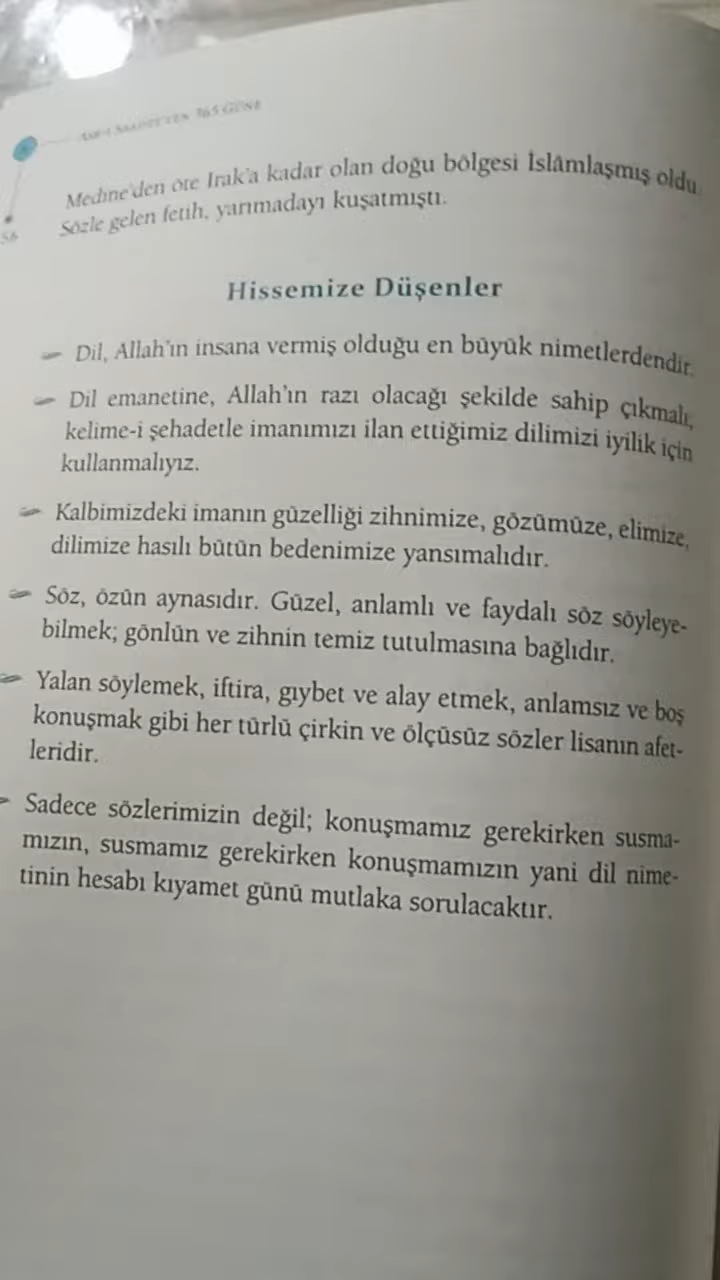 ASR-I SAADET'TEN 365 GÜNE
Medine'den öte Irak'a kadar olan doğu bölgesi İslâmlaşmış oldu.
Sözle gelen fetih, yarımadayı kuşatmıştı.
56
Hissemize Düşenler
Dil, Allah'ın insana vermiş olduğu en büyük nimetlerdendir.
Dil emanetine, Allah'ın razı olacağı şekilde sahip çıkmalı,
kelime-i şehadetle imanımızı ilan ettiğimiz dilimizi iyilik için
kullanmalıyız.
Kalbimizdeki imanın güzelliği zihnimize, gözümüze, elimize,
dilimize hasılı bütün bedenimize yansımalıdır.
Söz, özün aynasıdır. Güzel, anlamlı ve faydalı söz söyleye-
bilmek; gönlün ve zihnin temiz tutulmasına bağlıdır.
Yalan söylemek, iftira, gıybet ve alay etmek, anlamsız ve boş
konuşmak gibi her türlü çirkin ve ölçüsüz sözler lisanın afet-
leridir.
Sadece sözlerimizin değil; konuşmamız gerekirken susma-
mızın, susmamız gerekirken konuşmamızın yani dil nime-
tinin hesabı kıyamet günü mutlaka sorulacaktır.